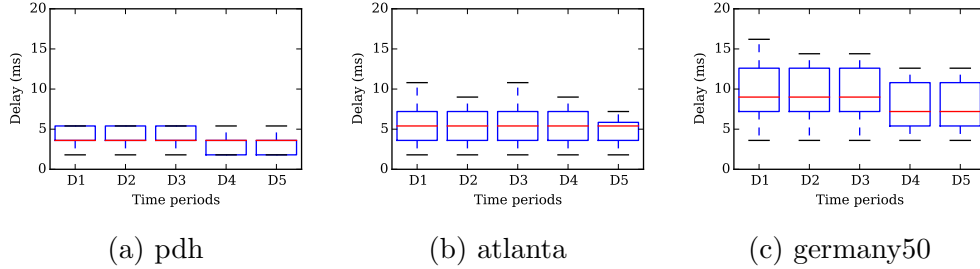 20
15
10
5
0
Delay (ms)
D1 D2 D3 D4 D5
Time periods
(a) pdh
20
15
10
5
0
Delay (ms)
D1 D2 D3 D4 D5
Time periods
(b) atlanta
20
15
10
5
0
Delay (ms)
D1 D2 D3 D4 D5
Time periods
(c) germany50